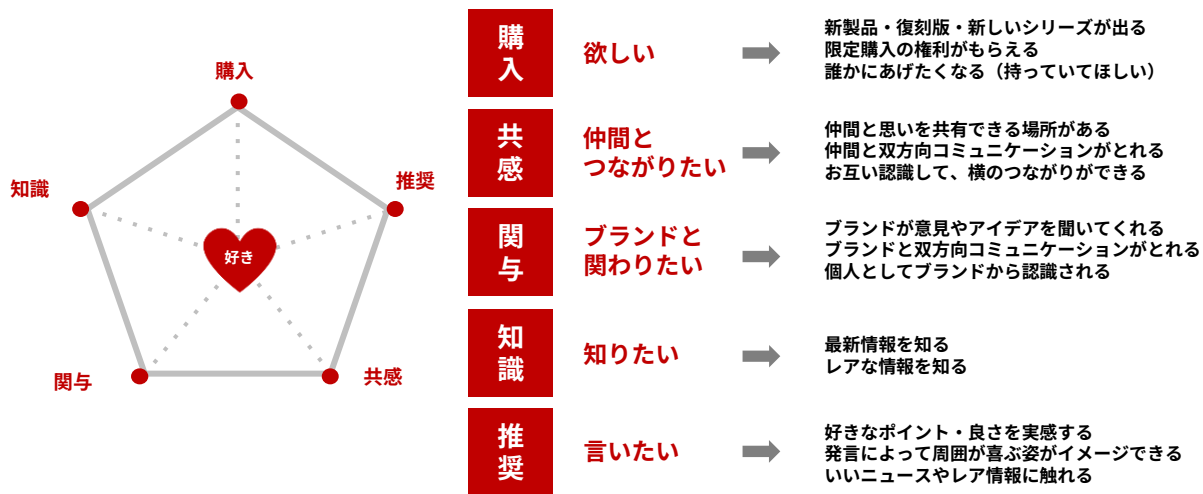 購入
推奨
知識
好き
関与
共感
購入
欲しい
新製品・復刻版・新しいシリーズが出る
限定購入の権利がもらえる
誰かにあげたくなる（持っていてほしい）
共感
仲間と
つながりたい
仲間と思いを共有できる場所がある
仲間と双方向コミュニケーションがとれる
お互い認識して、横のつながりができる
関与
ブランドと
関わりたい
ブランドが意見やアイデアを聞いてくれる
ブランドと双方向コミュニケーションがとれる
個人としてブランドから認識される
知識
知りたい
最新情報を知る
レアな情報を知る
推奨
言いたい
好きなポイント・良さを実感する
発言によって周囲が喜ぶ姿がイメージできる
いいニュースやレア情報に触れる